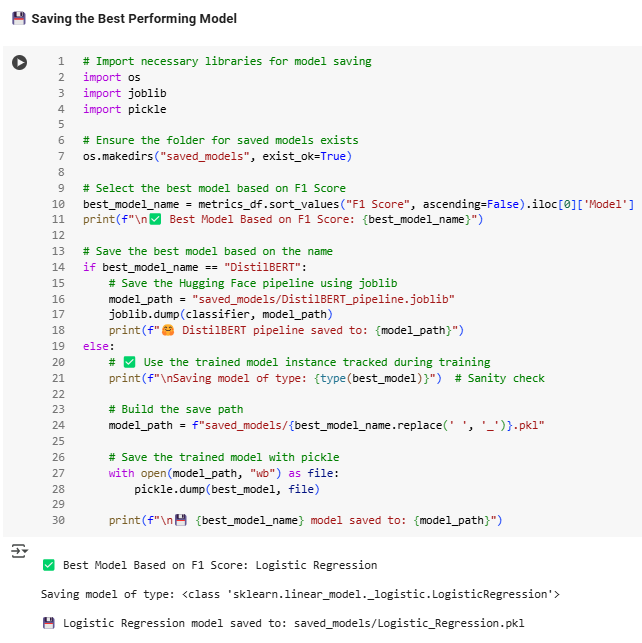 💾 Saving the Best Performing Model
1 # Import necessary libraries for model saving
2 import os
3 import joblib
4 import pickle
5
6 # Ensure the folder for saved models exists
7 os.makedirs("saved_models", exist_ok=True)
8
9 # Select the best model based on F1 Score
10 best_model_name = metrics_df.sort_values("F1 Score", ascending=False).iloc[0]['Model']
11 print(f"\n✅ Best Model Based on F1 Score: {best_model_name}")
12
13 # Save the best model based on the name
14 if best_model_name == "DistilBERT":
15     # Save the Hugging Face pipeline using joblib
16     model_path = "saved_models/DistilBERT_pipeline.joblib"
17     joblib.dump(classifier, model_path)
18     print(f"🤗 DistilBERT pipeline saved to: {model_path}")
19 else:
20     # ✅ Use the trained model instance tracked during training
21     print(f"\nSaving model of type: {type(best_model)}")  # Sanity check
22
23     # Build the save path
24     model_path = f"saved_models/{best_model_name.replace(' ', '_')}.pkl"
25
26     # Save the trained model with pickle
27     with open(model_path, "wb") as file:
28         pickle.dump(best_model, file)
29
30     print(f"\n💾 {best_model_name} model saved to: {model_path}")
✅ Best Model Based on F1 Score: Logistic Regression
Saving model of type: <class 'sklearn.linear_model._logistic.LogisticRegression'>
💾 Logistic Regression model saved to: saved_models/Logistic_Regression.pkl